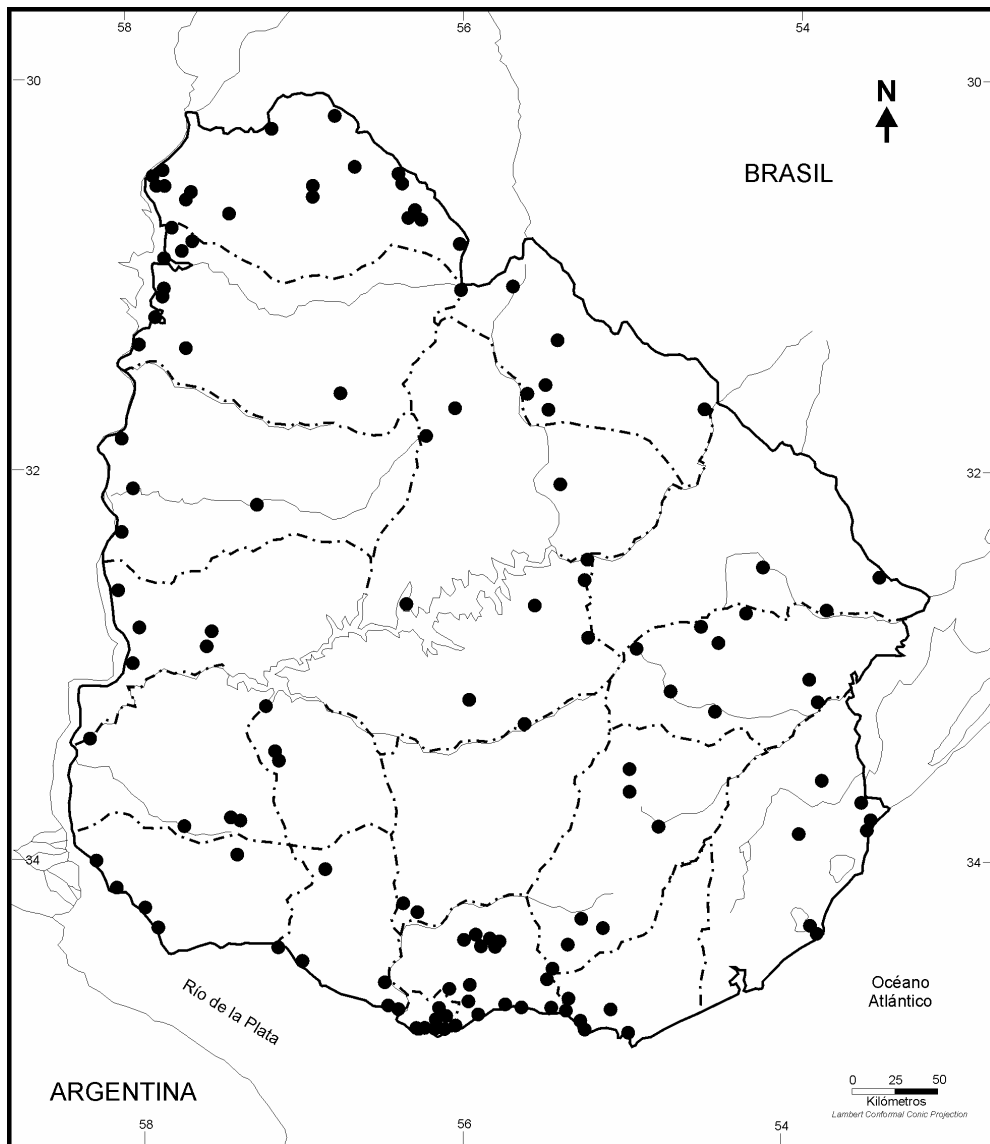 58
56
54
30
30
N
BRASIL
32
32
34
34
Océano
Atlántico
Río de la Plata
ARGENTINA
0 25 50
Kilómetros
Lambert Conformal Conic Projection
58
56
54